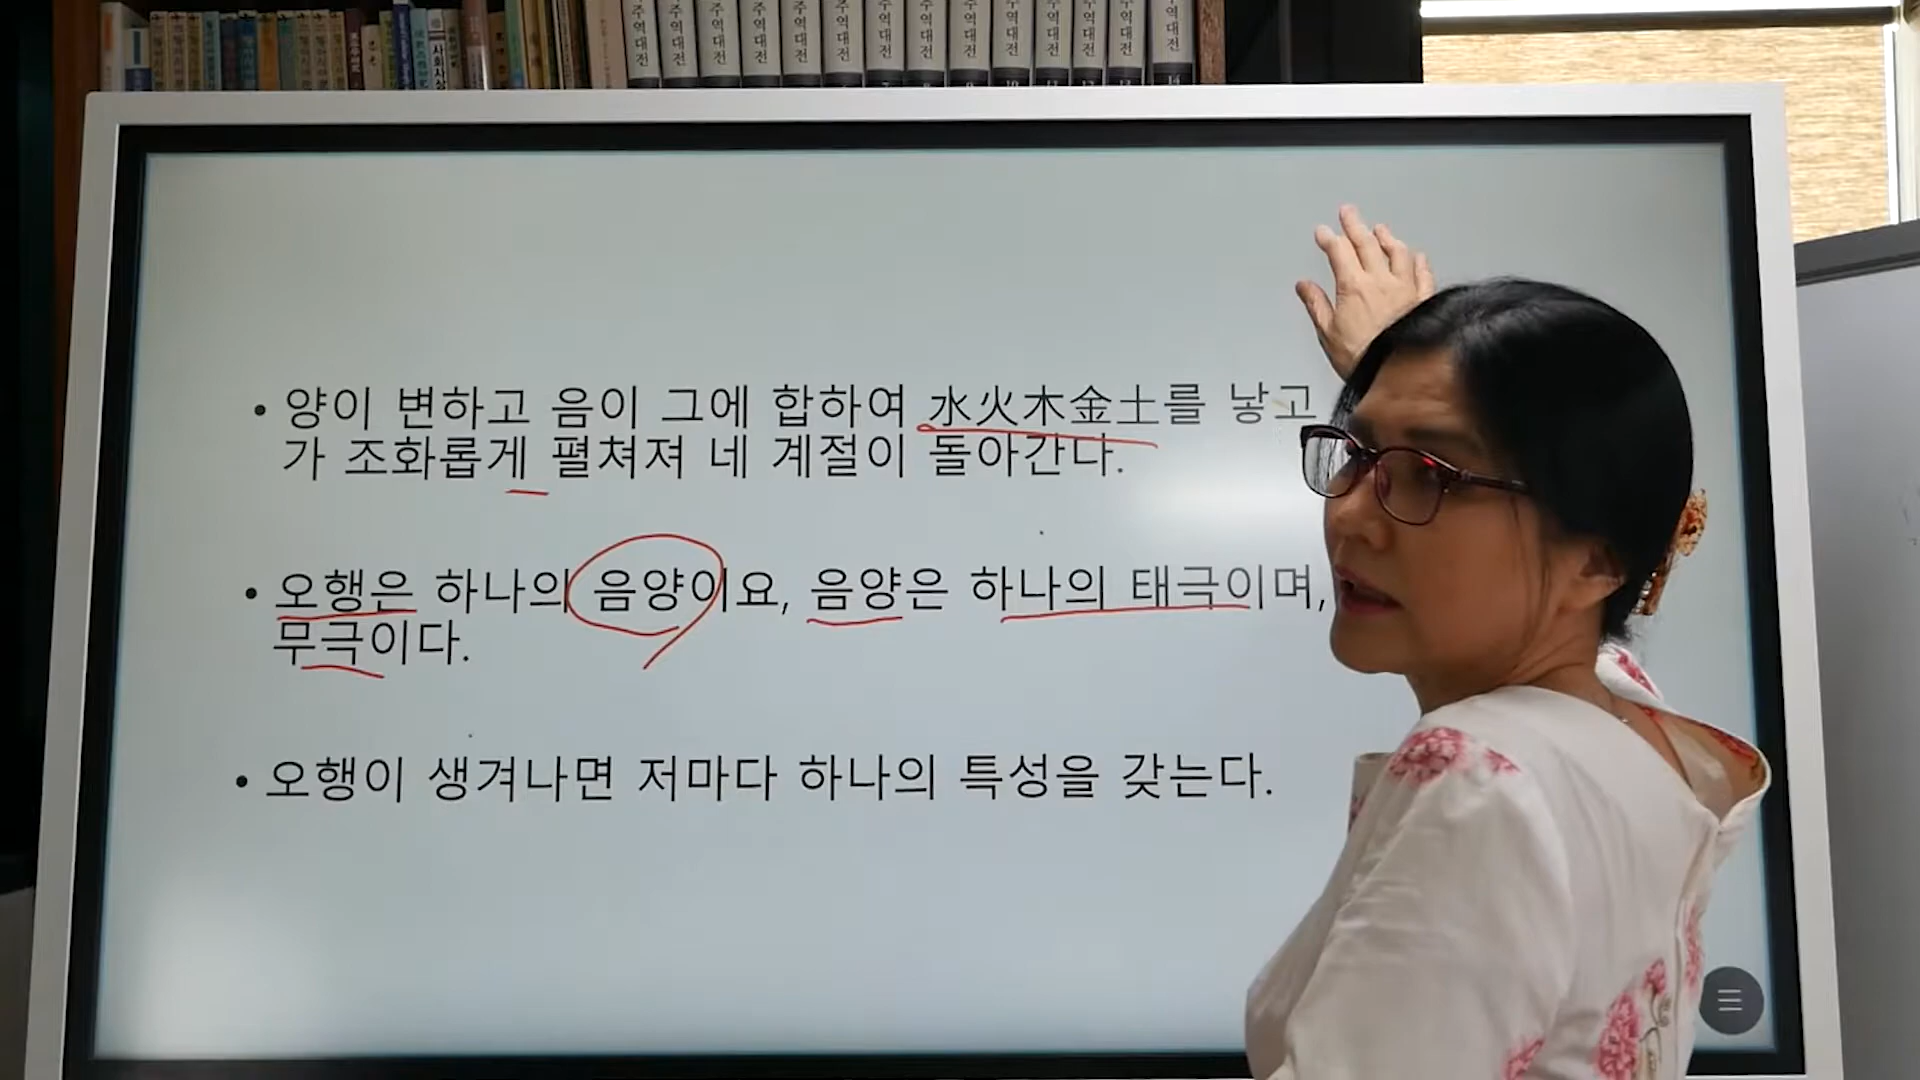 주역대전 주역대전 주역대전 주역대전 주역대전 주역대전 주역대전 주역대전 주역대전 주역대전 주역대전 주역대전 주역대전
• 양이 변하고 음이 그에 합하여 水火木金土를 낳고
가 조화롭게 펼쳐져 네 계절이 돌아간다.
• 오행은 하나의 음양이요, 음양은 하나의 태극이며,
무극이다.
• 오행이 생겨나면 저마다 하나의 특성을 갖는다.